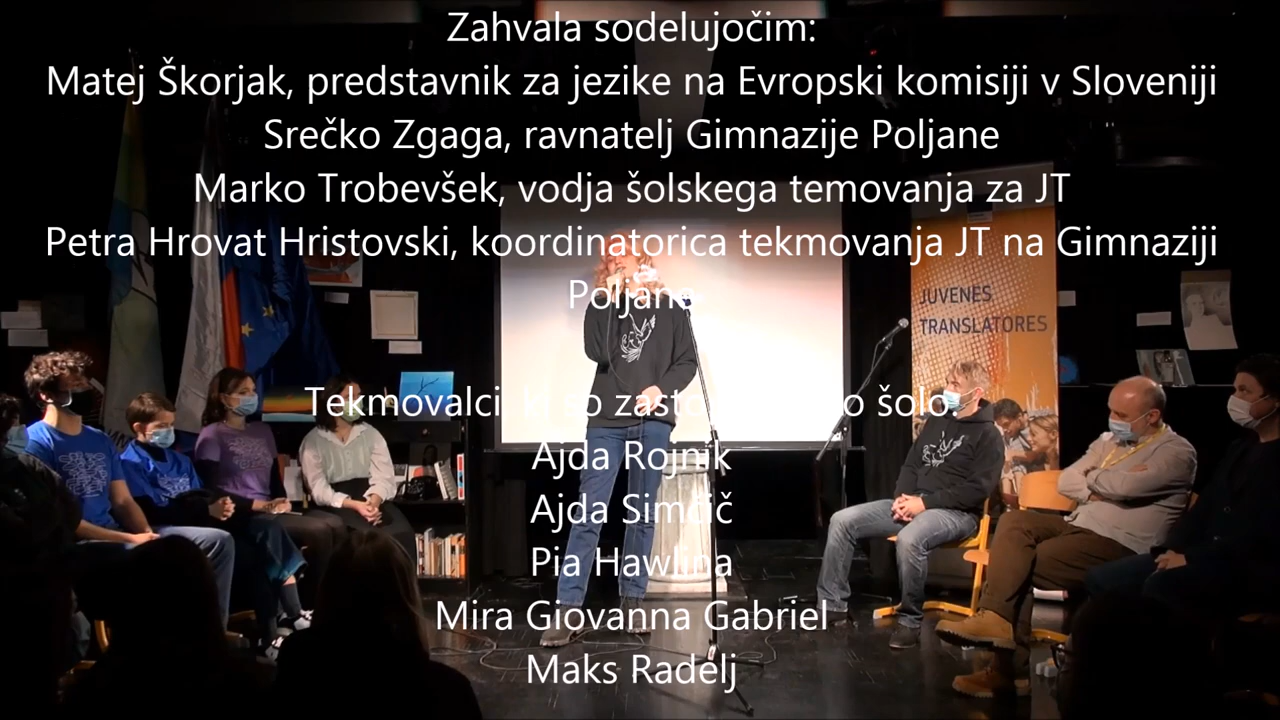 Zahvala sodelujočim:
Matej Škorjak, predstavnik za jezike na Evropski komisiji v Sloveniji
Srečko Zgaga, ravnatelj Gimnazije Poljane
Marko Trobevšek, vodja šolskega temovanja za JT
Petra Hrovat Hristovski, koordinatorica tekmovanja JT na Gimnaziji
Poljane
JUVENES
TRANSLATORES
Tekmovalci so šolo:
Ajda Rojnik
Ajda Simčič
Pia Hawlina
Mira Giovanna Gabriel
Maks Radelj